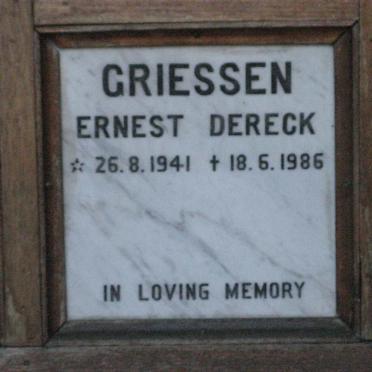 GRIESSEN
ERNEST DERECK
☆ 26.8.1941 ✝ 18.6.1986
IN LOVING MEMORY